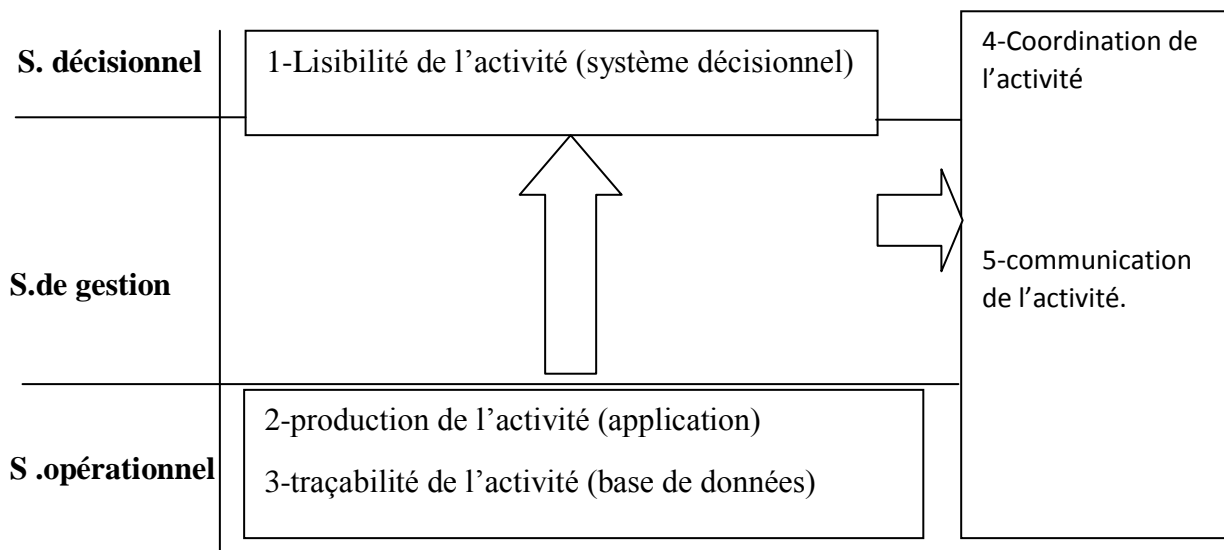 S. décisionnel
1-Lisibilité de l’activité (système décisionnel)
4-Coordination de
l’activité
S.de gestion
5-communication
de l’activité.
S .opérationnel
2-production de l’activité (application)
3-traçabilité de l’activité (base de données)